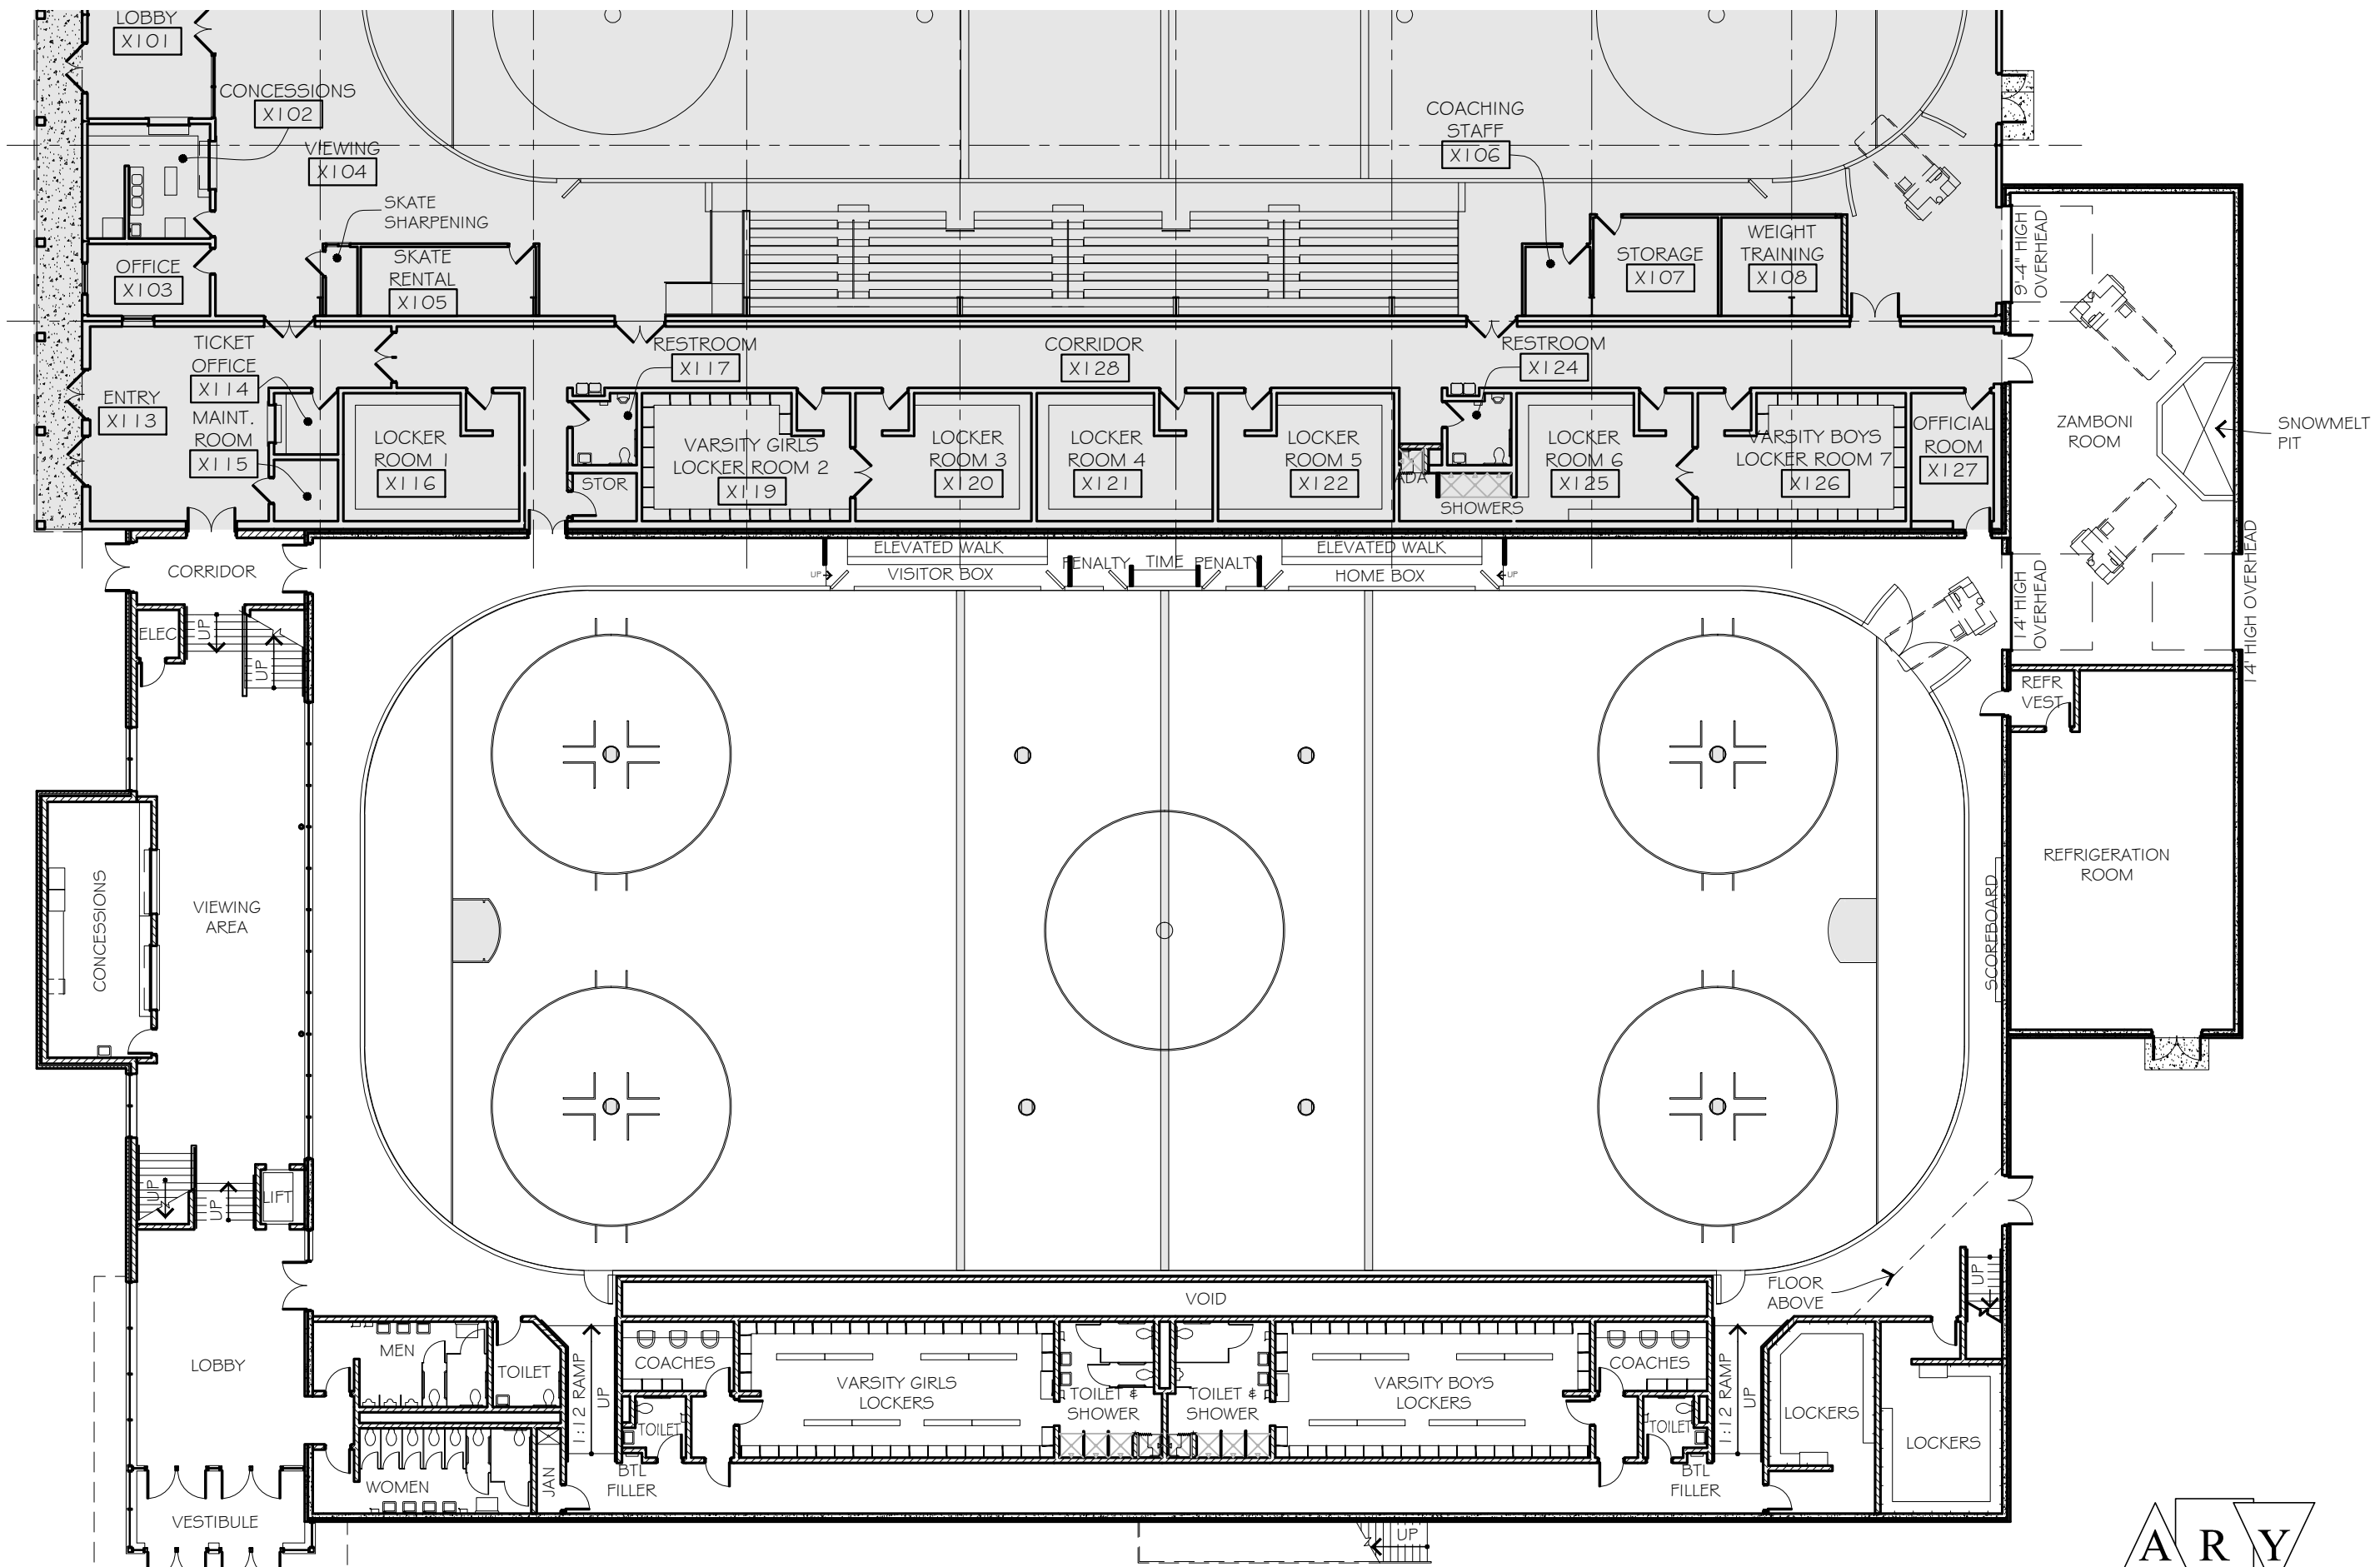 LOBBY
X101
CONCESSIONS
X102
VIEWING
X104
COACHING
STAFF
X106
SKATE
SHARPENING
OFFICE
X103
SKATE
RENTAL
X105
STORAGE
X107
WEIGHT
TRAINING
X108
9'-4" HIGH
OVERHEAD
TICKET
OFFICE
X114
ENTRY
X113
MAINT.
ROOM
X115
RESTROOM
X117
CORRIDOR
X128
RESTROOM
X124
LOCKER
ROOM 1
X116
STOR
VARSITY GIRLS
LOCKER ROOM 2
X119
LOCKER
ROOM 3
X120
LOCKER
ROOM 4
X121
LOCKER
ROOM 5
X122
ADA
SHOWERS
LOCKER
ROOM 6
X125
VARSITY BOYS
LOCKER ROOM 7
X126
OFFICIAL
ROOM
X127
ZAMBONI
ROOM
SNOWMELT
PIT
CORRIDOR
ELEVATED WALK
VISITOR BOX
UP
PENALTY
TIME
PENALTY
ELEVATED WALK
HOME BOX
UP
14' HIGH
OVERHEAD
14' HIGH OVERHEAD
ELEC
UP
UP
REFR
VEST
CONCESSIONS
VIEWING
AREA
SCOREBOARD
REFRIGERATION
ROOM
UP
UP
LIFT
FLOOR
ABOVE
UP
VOID
LOBBY
MEN
TOILET
1:12 RAMP
UP
COACHES
TOILET
VARSITY GIRLS
LOCKERS
TOILET &
SHOWER
TOILET &
SHOWER
VARSITY BOYS
LOCKERS
COACHES
TOILET
1:12 RAMP
UP
LOCKERS
LOCKERS
WOMEN
JAN
BTL
FILLER
BTL
FILLER
VESTIBULE
UP
A R Y